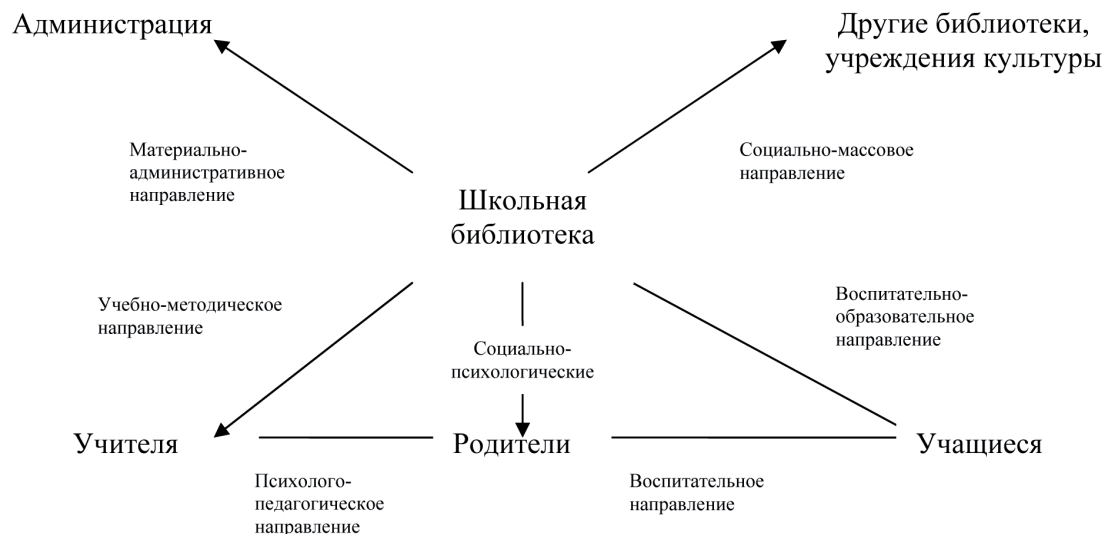 Администрация
Другие библиотеки,
учреждения культуры
Материально-
административное
направление
Социально-массовое
направление
Школьная
библиотека
Учебно-методическое
направление
Воспитательно-
образовательное
направление
Социально-
психологические
Учителя
Родители
Учащиеся
Психолого-
педагогическое
направление
Воспитательное
направление